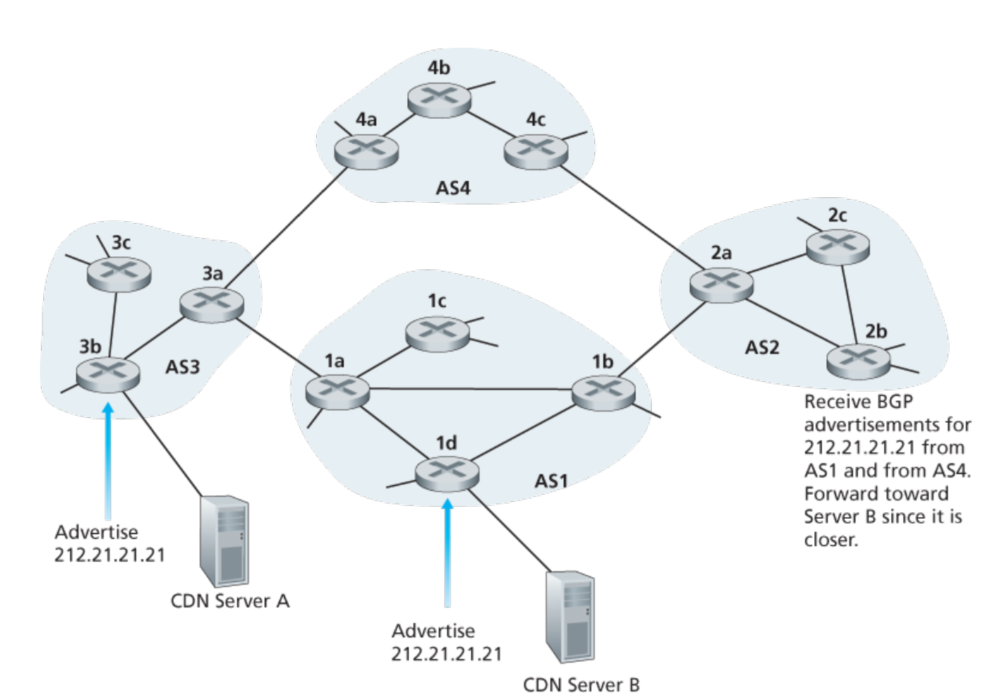 4b
4a
4c
AS4
2c
3c
2a
3a
1c
2b
3b
AS3
AS2
1a
1b
Receive BGP
advertisements for
212.21.21.21 from
AS1 and from AS4.
Forward toward
Server B since it is
closer.
1d
AS1
Advertise
212.21.21.21
CDN Server A
Advertise
212.21.21.21
CDN Server B